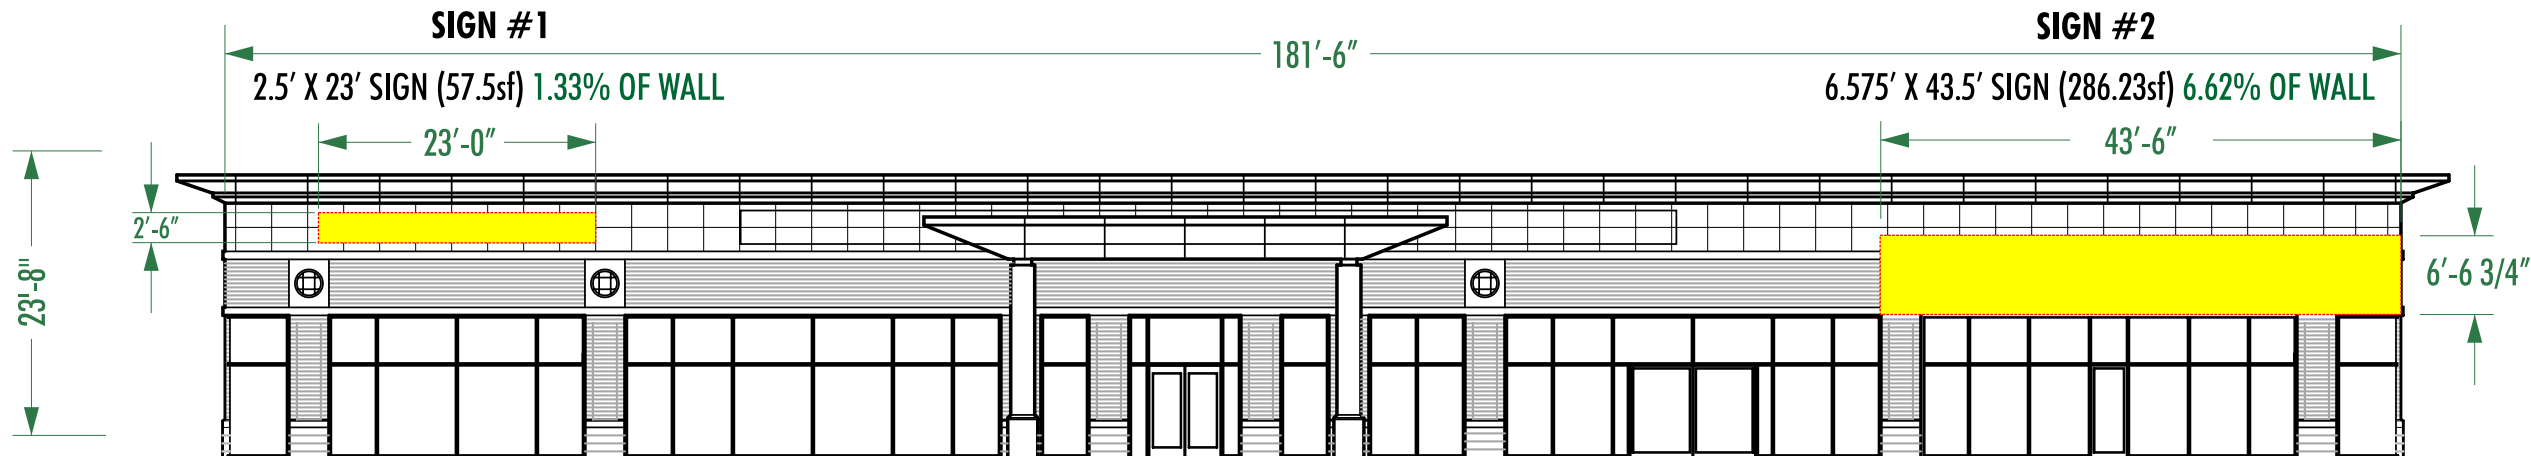 SIGN #1
SIGN #2
181′-6″
2.5′ X 23′ SIGN (57.5sf) 1.33% OF WALL
6.575′ X 43.5′ SIGN (286.23sf) 6.62% OF WALL
23′-0″
43′-6″
2′-6″
23'-8"
6′-6 3/4″